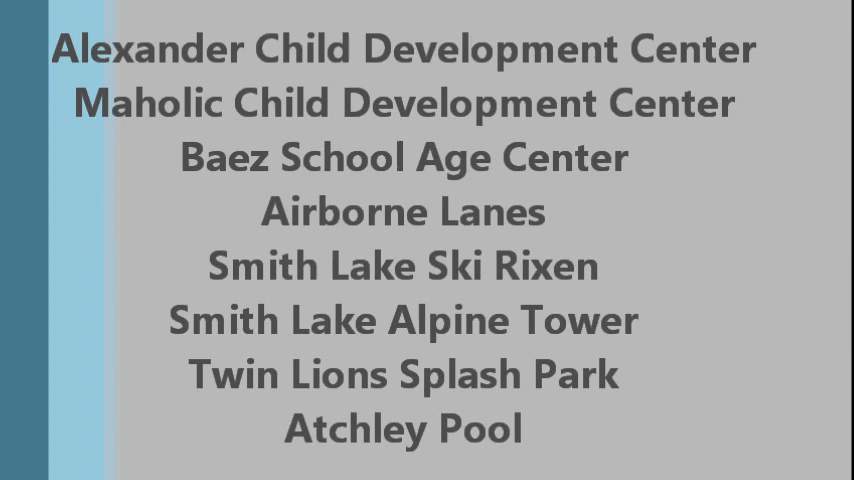 Alexander Child Development Center
Maholic Child Development Center
Baez School Age Center
Airborne Lanes
Smith Lake Ski Rixen
Smith Lake Alpine Tower
Twin Lions Splash Park
Atchley Pool